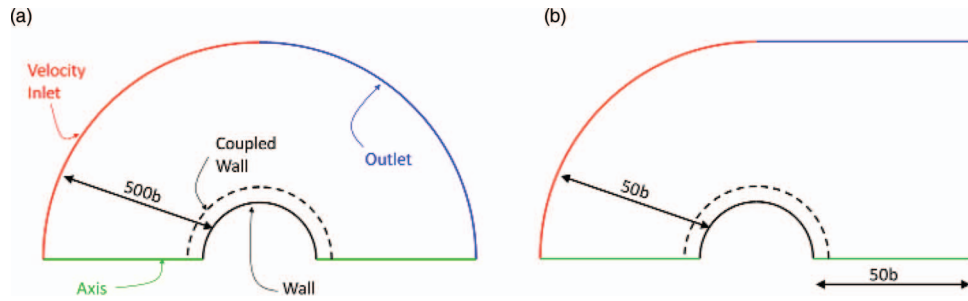 (a)
Velocity
Inlet
Coupled
Wall
Outlet
500b
Axis
Wall
(b)
50b
50b